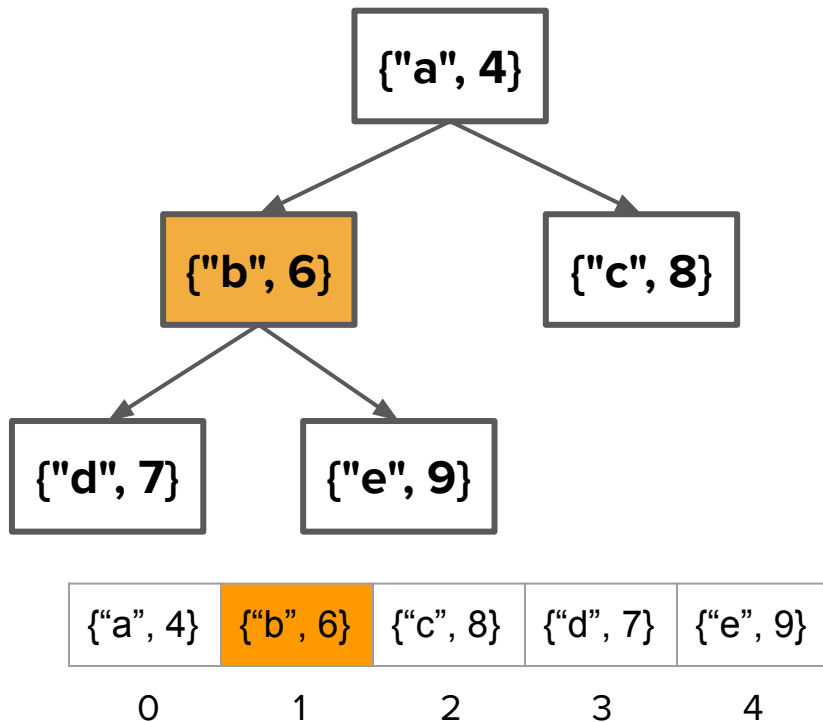 {"a", 4}
{"b", 6} {"c", 8}
{"d", 7} {"e", 9}
{“a”, 4} {“b”, 6} {“c”, 8} {“d”, 7} {“e”, 9}
0 1 2 3 4